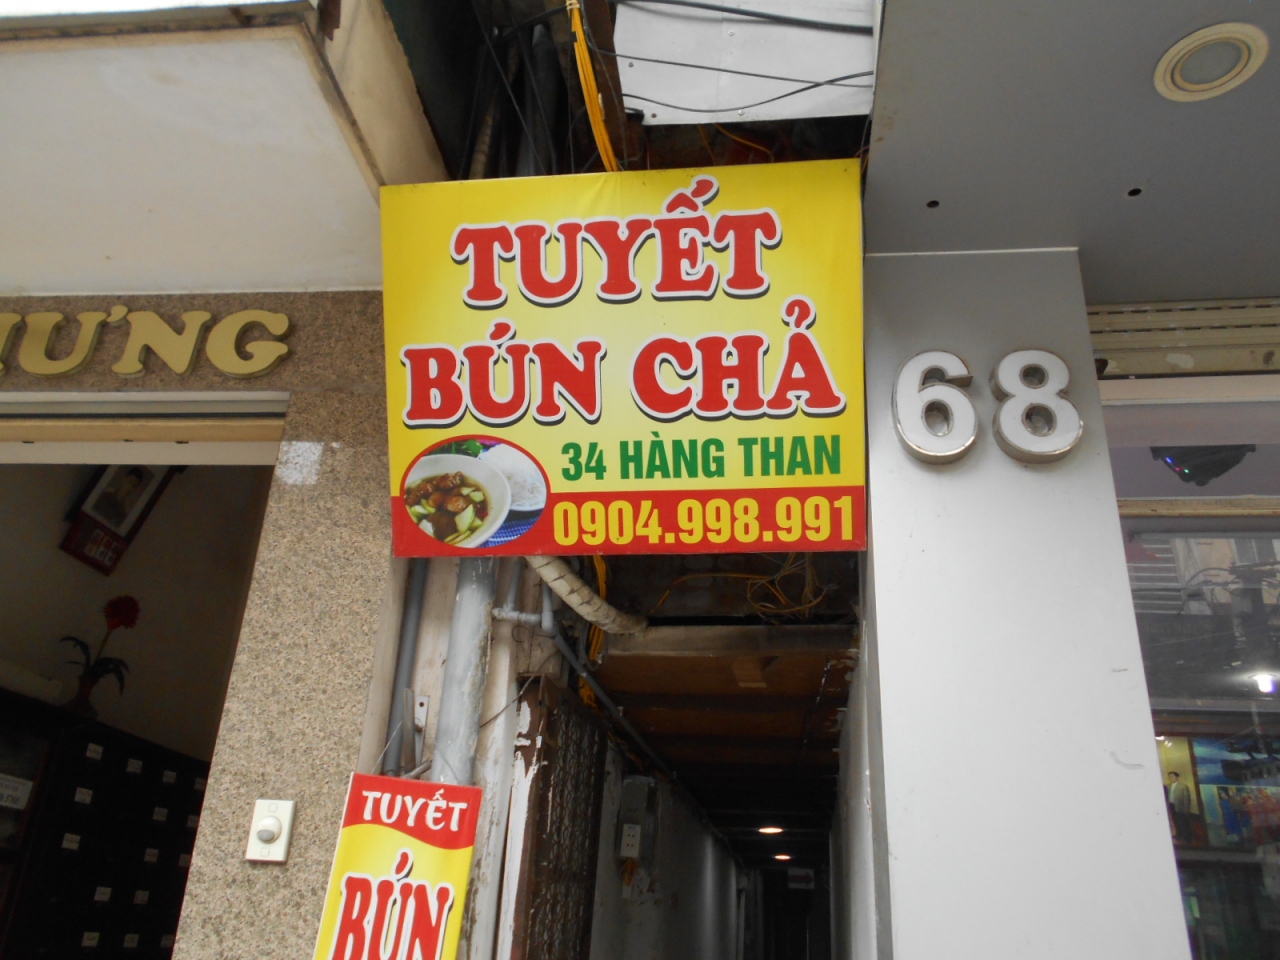 TUYẾT
BÚN CHẢ
34 HÀNG THAN
0904.998.991
ƯNG
68
TUYẾT
BÚN